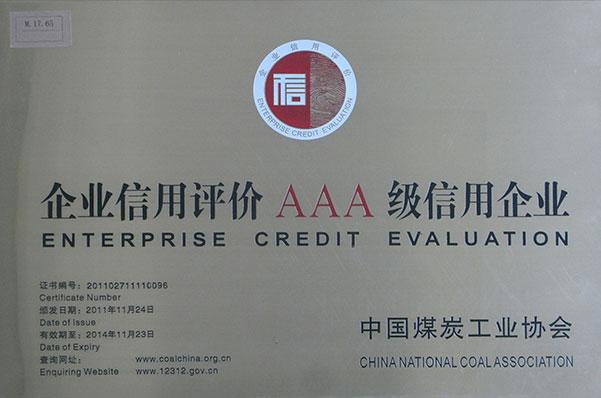 M.17.65
企业信用评价
信
ENTERPRISE CREDIT EVALUATION
企业信用评价 AAA 级信用企业
ENTERPRISE CREDIT EVALUATION
证书编号：201102711110096
Certificate Number
颁发日期：2011年11月24日
Date of Issue
有效期至：2014年11月23日
Date of Expiry
查询网址： www.coalchina.org.cn
Enquiring Website www.12312.gov.cn
中国煤炭工业协会
CHINA NATIONAL COAL ASSOCIATION